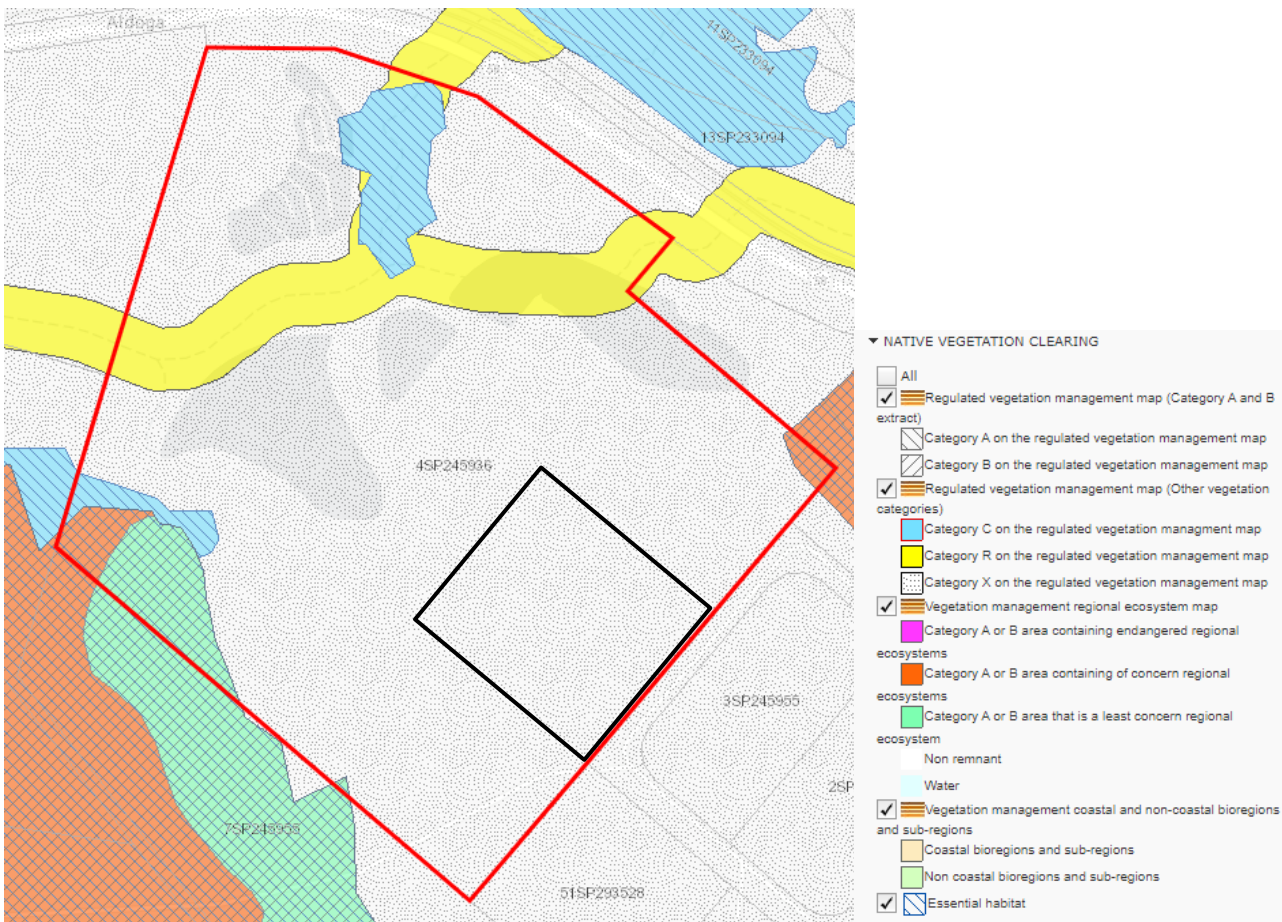 Aldoga
14SP233094
13SP233094
4SP245936
3SP245955
2SP
7SP245955
51SP293528
NATIVE VEGETATION CLEARING
All
Regulated vegetation management map (Category A and B
extract)
Category A on the regulated vegetation management map
Category B on the regulated vegetation management map
Regulated vegetation management map (Other vegetation
categories)
Category C on the regulated vegetation managment map
Category R on the regulated vegetation management map
Category X on the regulated vegetation management map
Vegetation management regional ecosystem map
Category A or B area containing endangered regional
ecosystems
Category A or B area containing of concern regional
ecosystems
Category A or B area that is a least concern regional
ecosystem
Non remnant
Water
Vegetation management coastal and non-coastal bioregions
and sub-regions
Coastal bioregions and sub-regions
Non coastal bioregions and sub-regions
Essential habitat